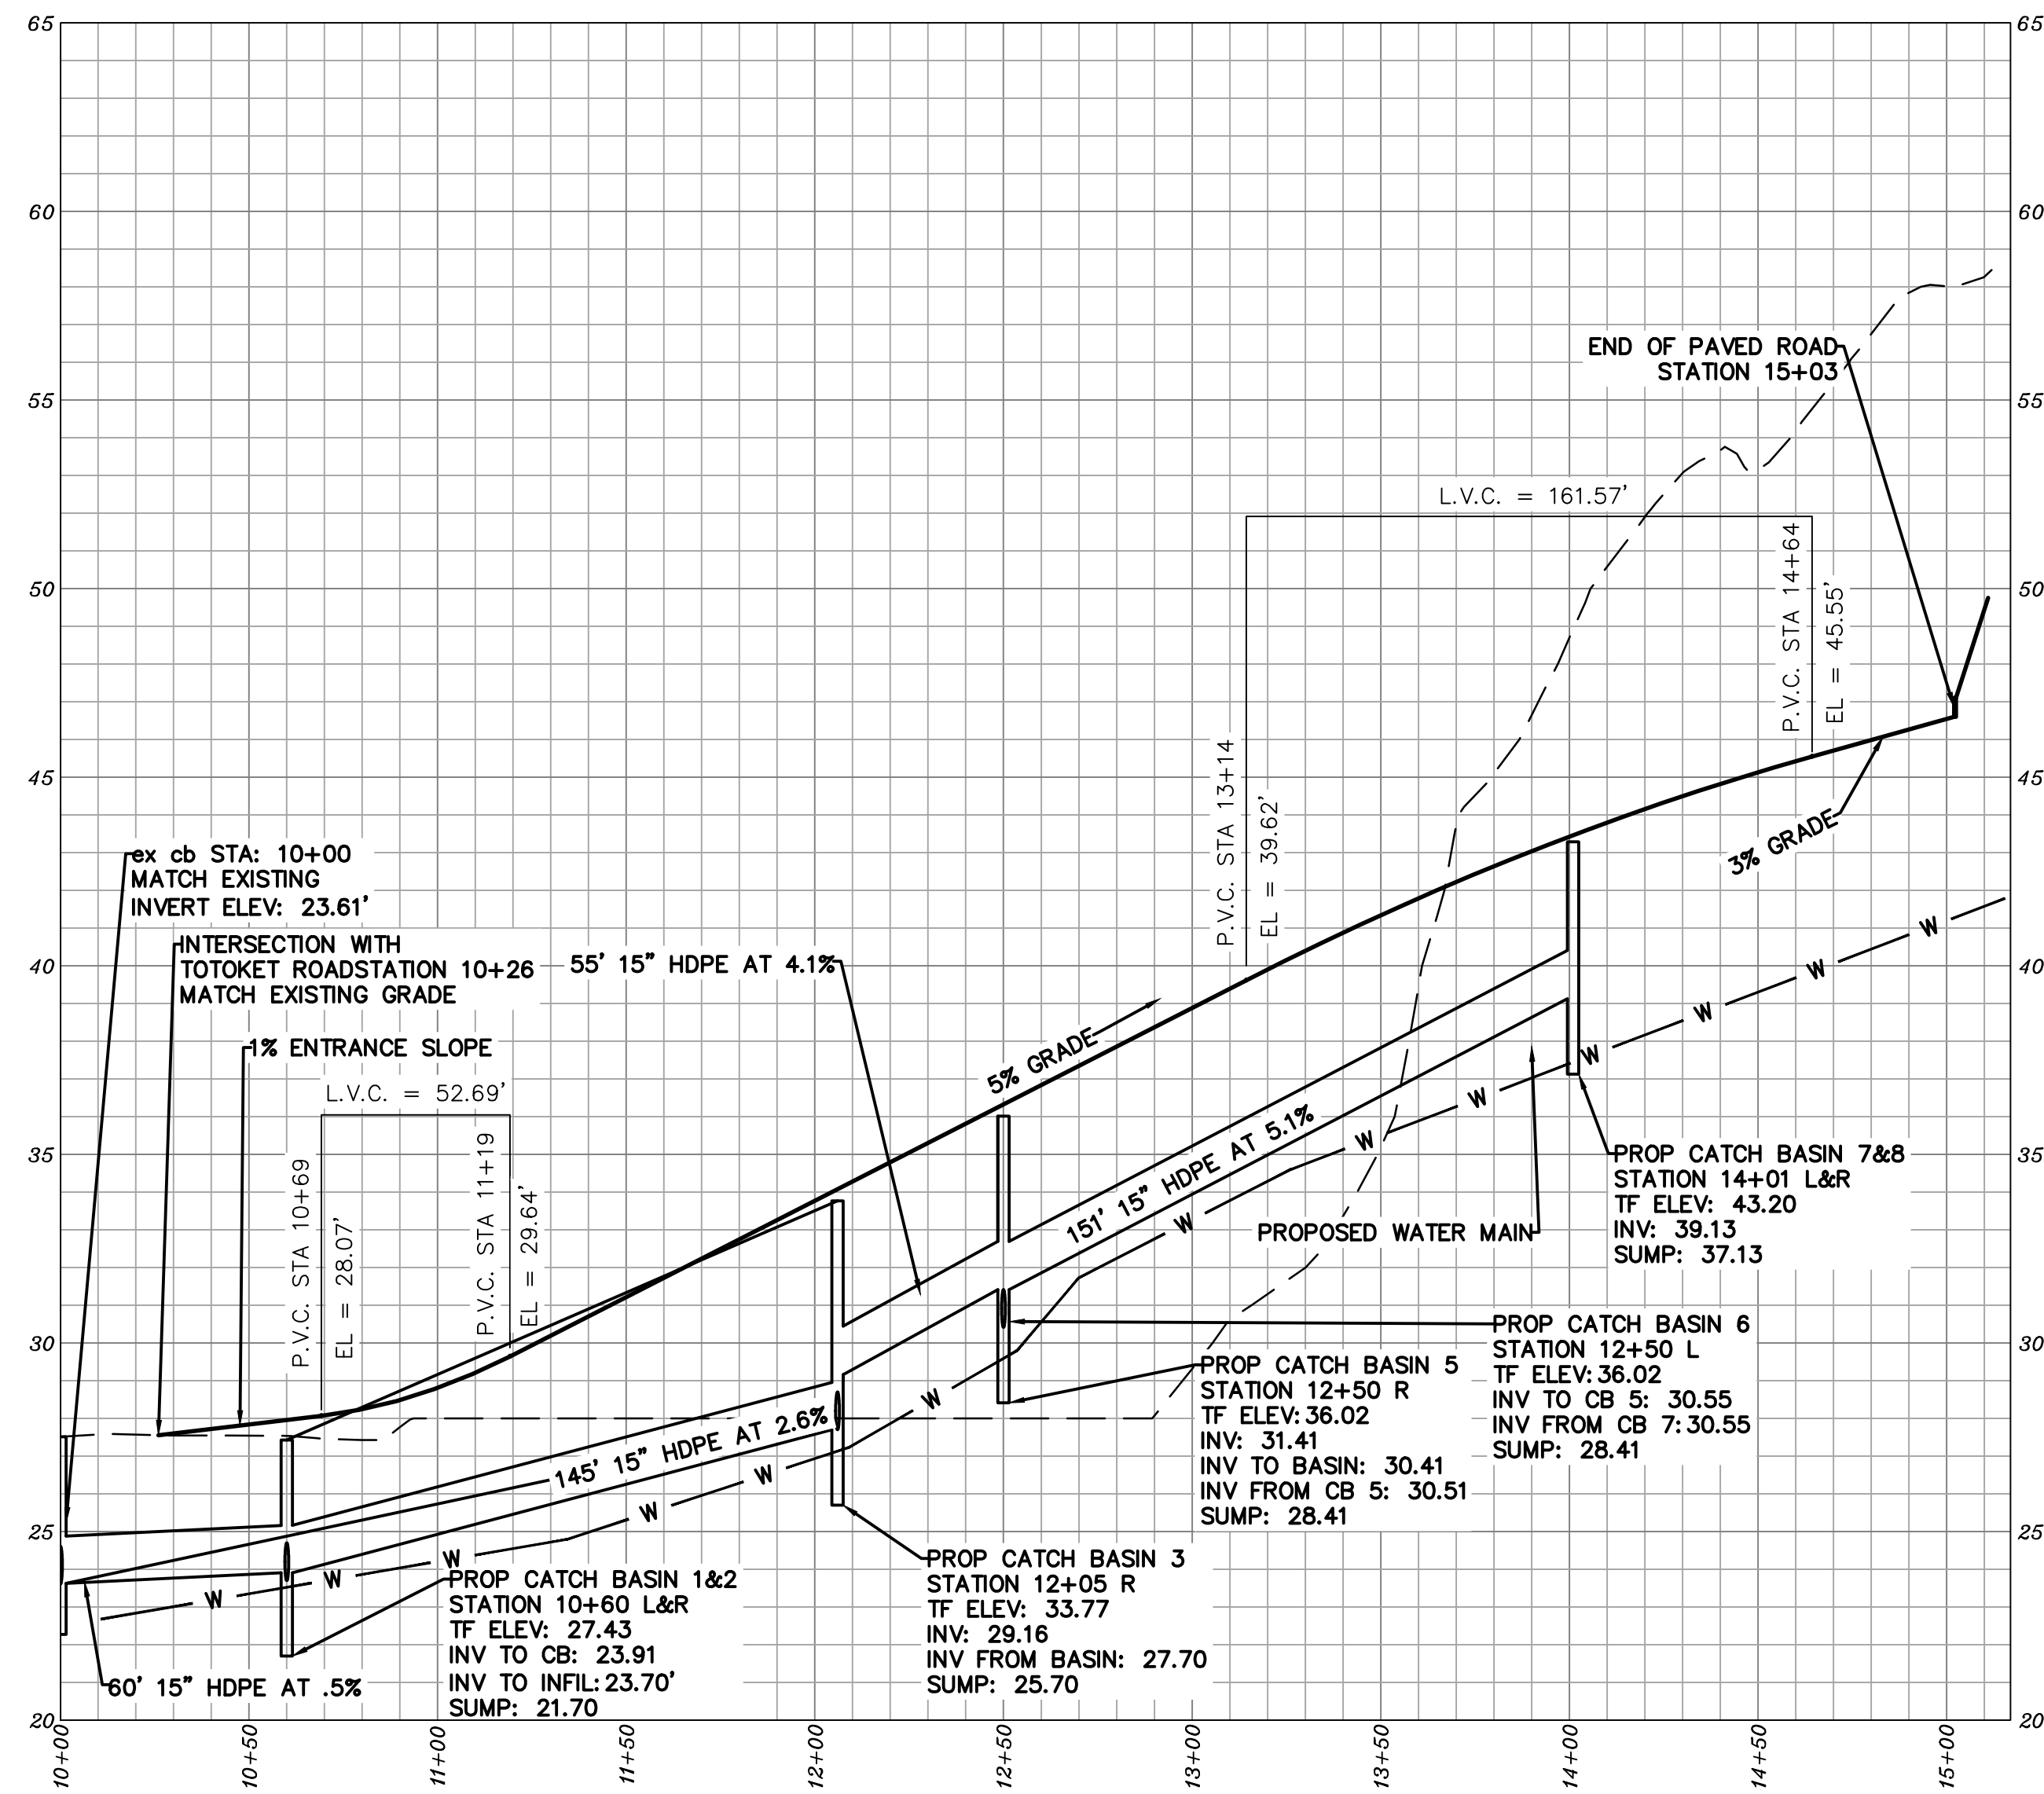 65
60
55
50
45
40
35
30
25
20
65
60
55
50
45
40
35
30
25
20
END OF PAVED ROAD
STATION 15+03
L.V.C. = 161.57'
P.V.C. STA 14+64
EL = 45.55'
P.V.C. STA 13+14
EL = 39.62'
3% GRADE
ex cb STA: 10+00
MATCH EXISTING
INVERT ELEV: 23.61'
INTERSECTION WITH
TOTOKET ROADSTATION 10+26
MATCH EXISTING GRADE
55' 15" HDPE AT 4.1%
1% ENTRANCE SLOPE
5% GRADE
L.V.C. = 52.69'
P.V.C. STA 10+69
EL = 28.07'
P.V.C. STA 11+19
EL = 29.64'
151' 15" HDPE AT 5.1%
PROPOSED WATER MAIN
PROP CATCH BASIN 7&8
STATION 14+01 L&R
TF ELEV: 43.20
INV: 39.13
SUMP: 37.13
PROP CATCH BASIN 6
STATION 12+50 L
TF ELEV: 36.02
INV TO CB 5: 30.55
INV FROM CB 7: 30.55
SUMP: 28.41
PROP CATCH BASIN 5
STATION 12+50 R
TF ELEV: 36.02
INV: 31.41
INV TO BASIN: 30.41
INV FROM CB 5: 30.51
SUMP: 28.41
145' 15" HDPE AT 2.6%
PROP CATCH BASIN 3
STATION 12+05 R
TF ELEV: 33.77
INV: 29.16
INV FROM BASIN: 27.70
SUMP: 25.70
PROP CATCH BASIN 1&2
STATION 10+60 L&R
TF ELEV: 27.43
INV TO CB: 23.91
INV TO INFIL: 23.70'
SUMP: 21.70
60' 15" HDPE AT .5%
W
W
W
W
W
W
W
W
W
W
W
W
W
10+00
10+50
11+00
11+50
12+00
12+50
13+00
13+50
14+00
14+50
15+00